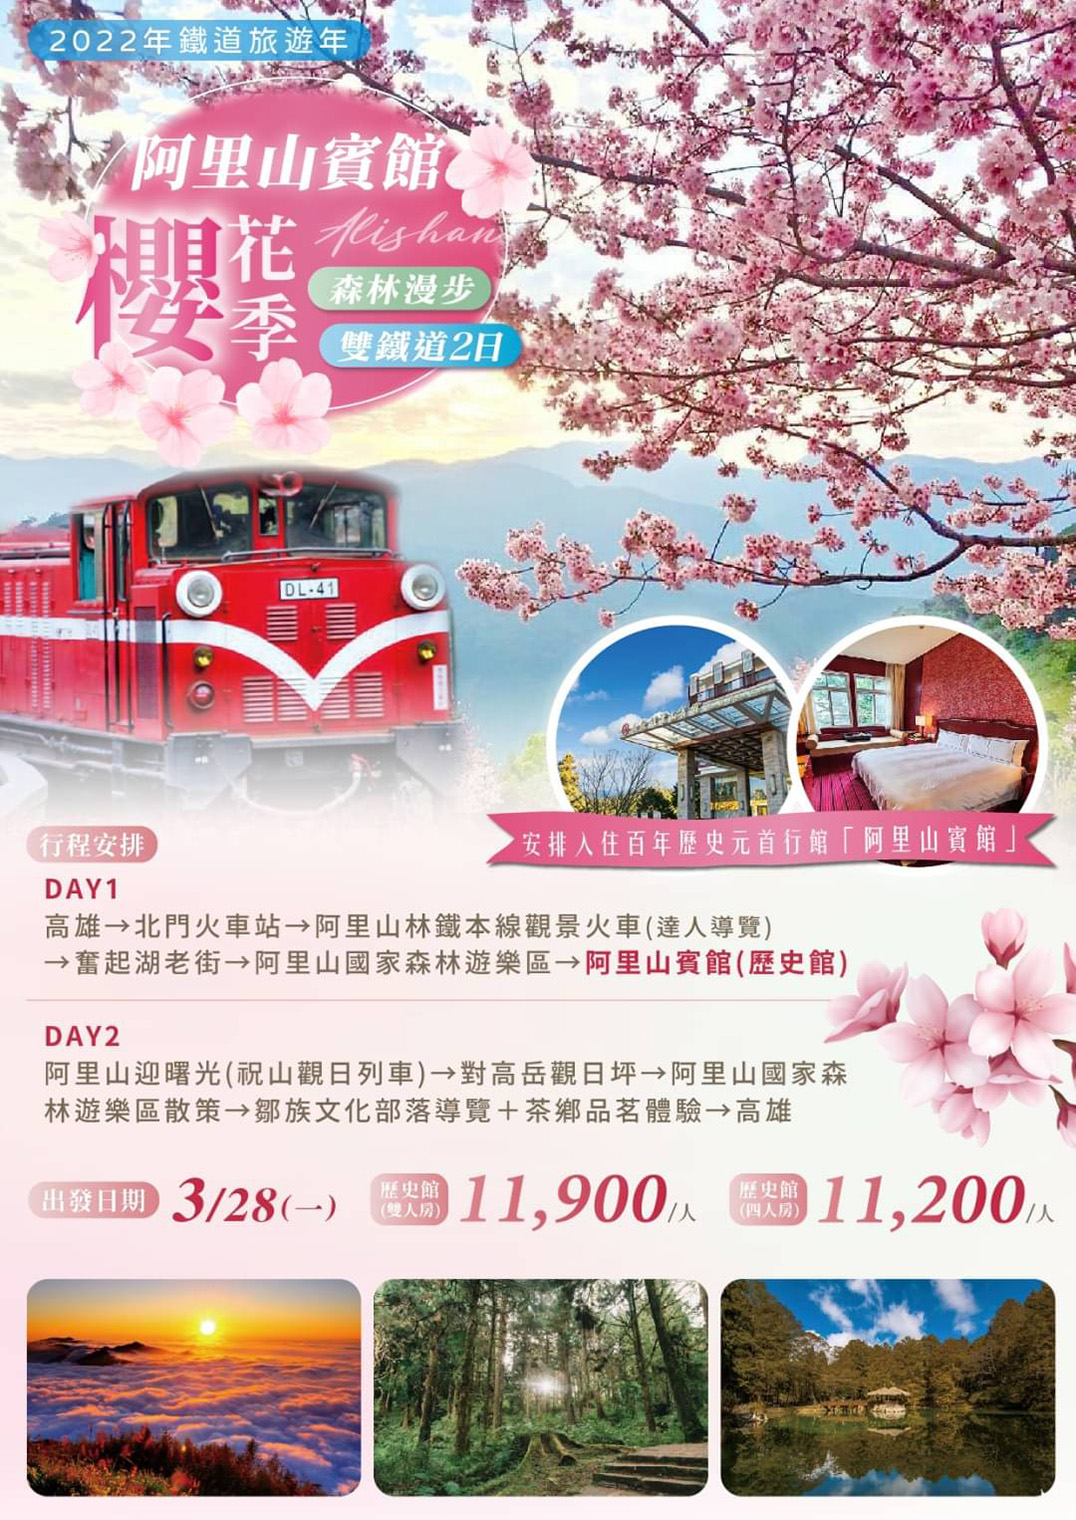 2022年鐵道旅遊年
阿里山賓館
櫻花季
Alishan
森林漫步
雙鐵道2日
DL-41
安排入住百年歷史元首行館「阿里山賓館」
行程安排
DAY1
高雄→北門火車站→阿里山林鐵本線觀景火車(達人導覽)
→奮起湖老街→阿里山國家森林遊樂區→阿里山賓館(歷史館)
DAY2
阿里山迎曙光(祝山觀日列車)→對高岳觀日坪→阿里山國家森
林遊樂區散策→鄒族文化部落導覽＋茶鄉品茗體驗→高雄
出發日期 3/28(一)
歷史館
(雙人房) 11,900/人
歷史館
(四人房) 11,200/人